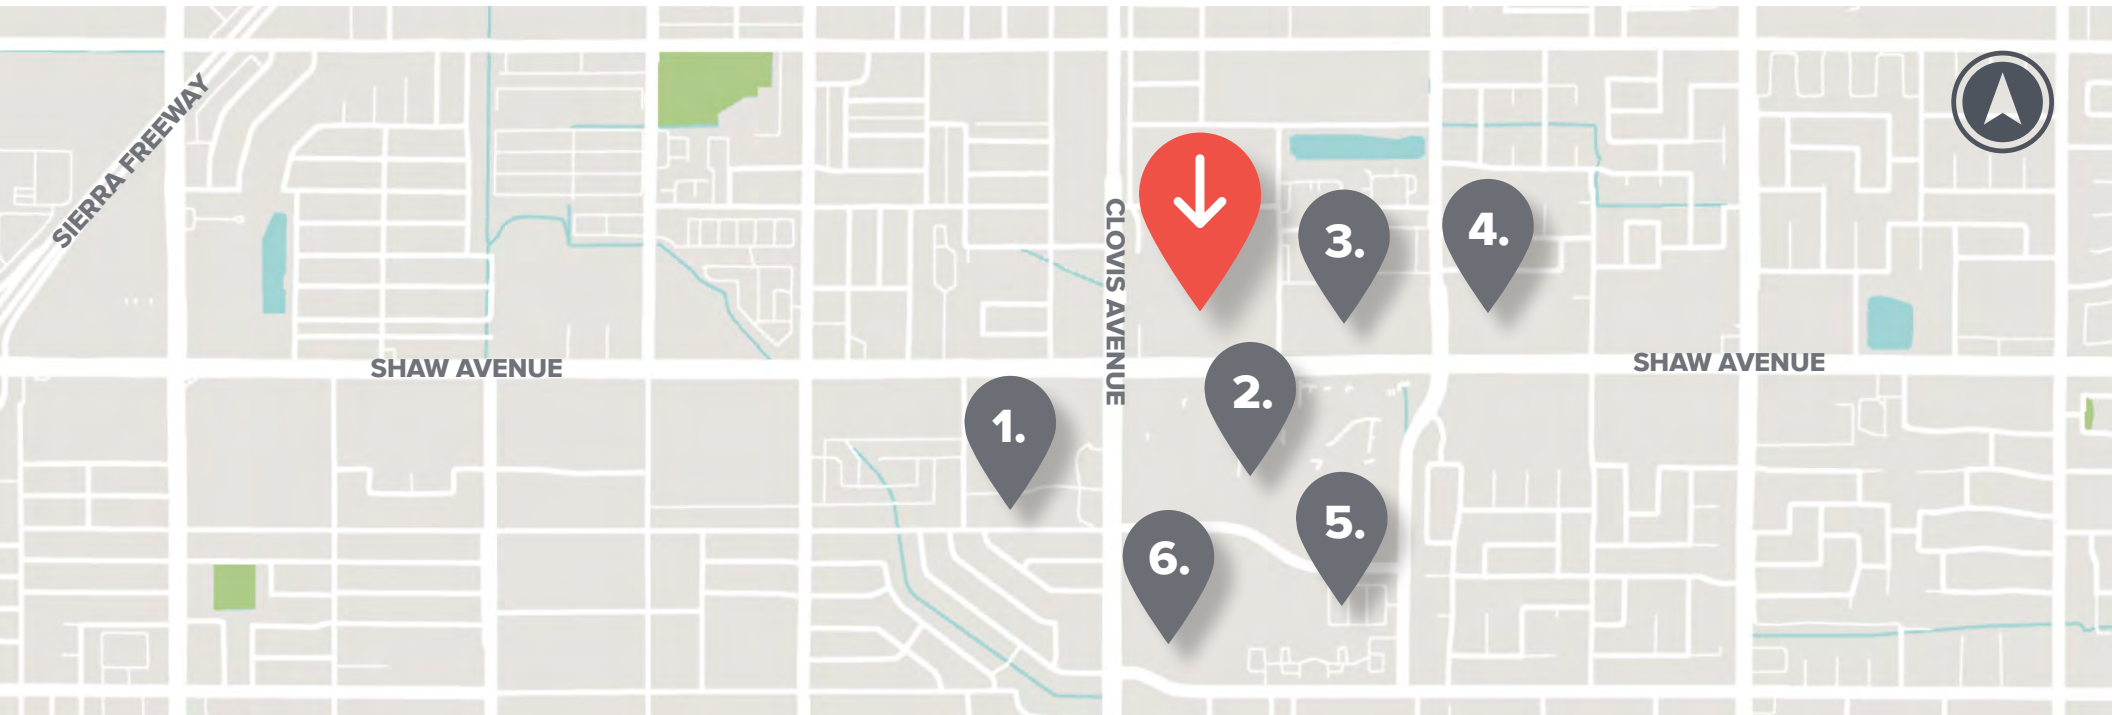 SIERRA FREEWAY
CLOVIS AVENUE
3.
4.
SHAW AVENUE
SHAW AVENUE
2.
1.
5.
6.